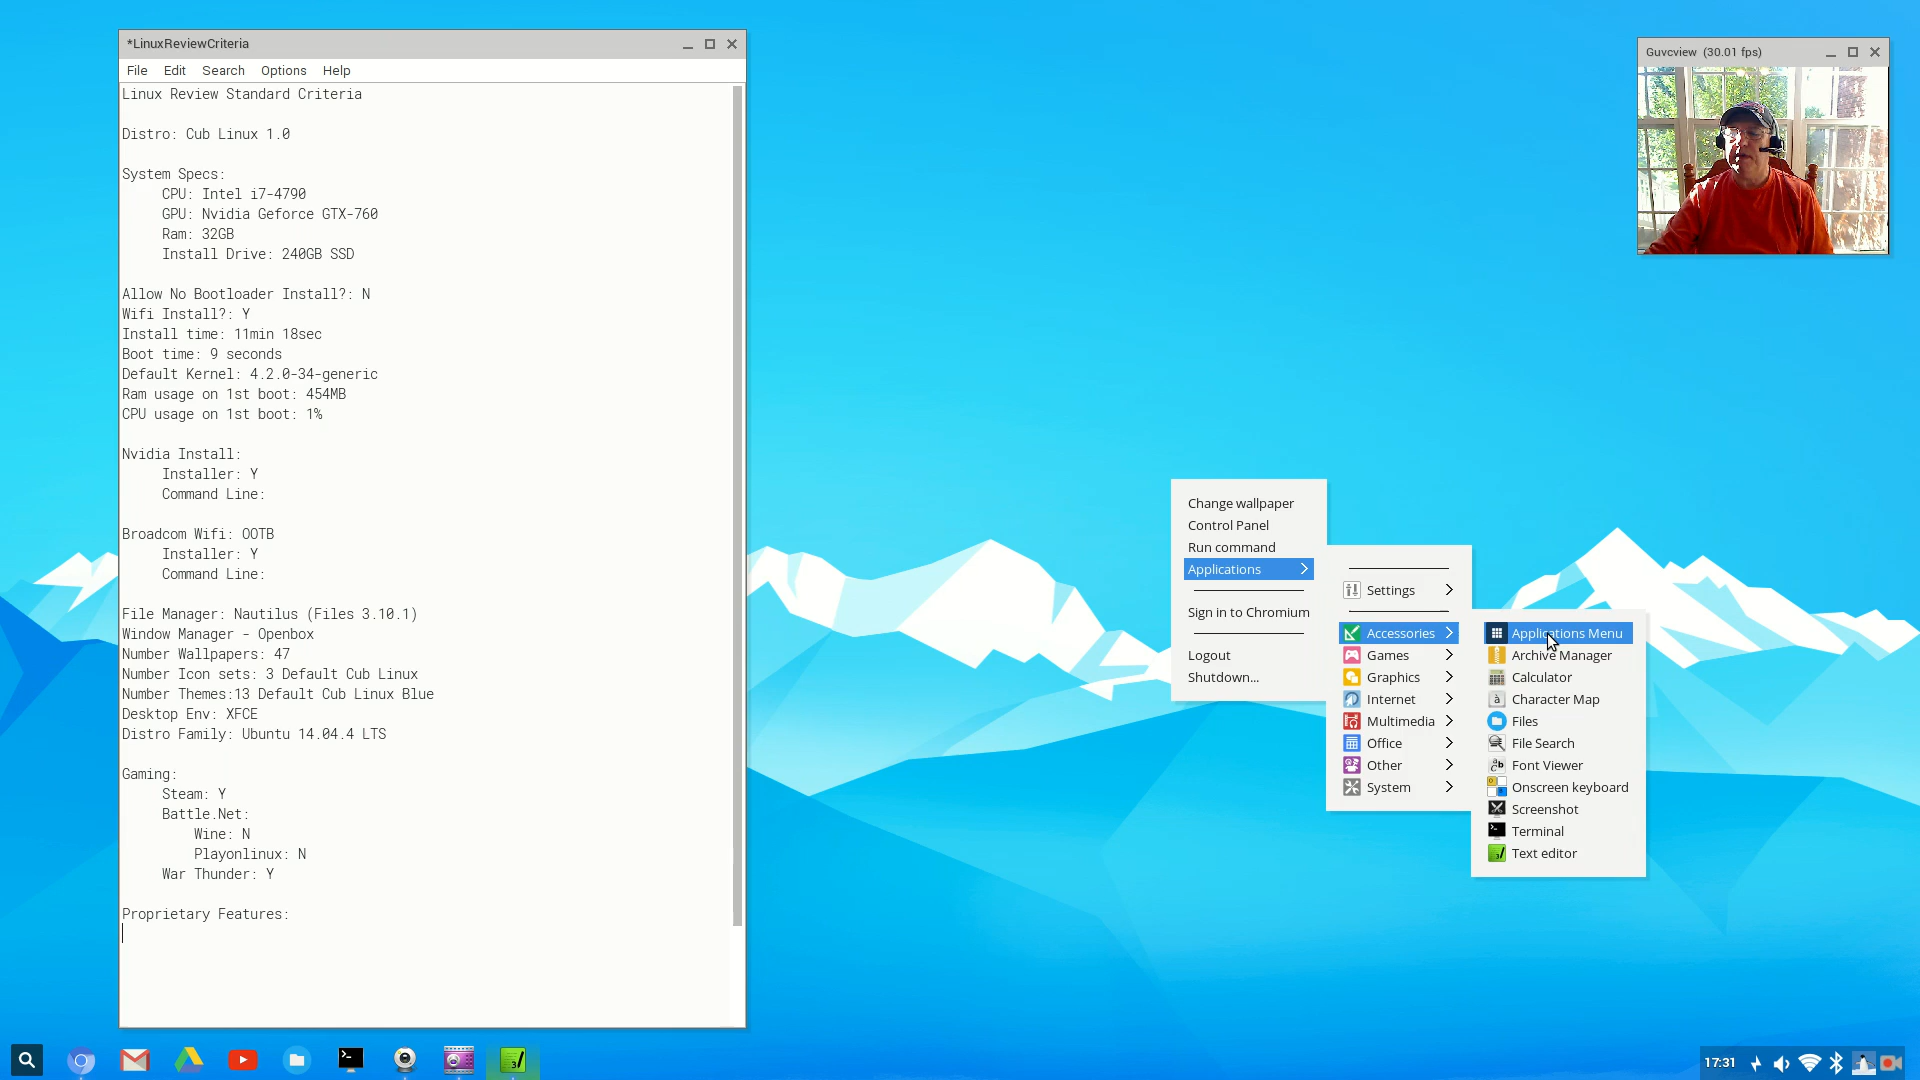 *LinuxReviewCriteria
File Edit Search Options Help
Linux Review Standard Criteria
Distro: Cub Linux 1.0
System Specs:
CPU: Intel i7-4790
GPU: Nvidia Geforce GTX-760
Ram: 32GB
Install Drive: 240GB SSD
Allow No Bootloader Install?: N
Wifi Install?: Y
Install time: 11min 18sec
Boot time: 9 seconds
Default Kernel: 4.2.0-34-generic
Ram usage on 1st boot: 454MB
CPU usage on 1st boot: 1%
Nvidia Install:
Installer: Y
Command Line:
Broadcom Wifi: OOTB
Installer: Y
Command Line:
File Manager: Nautilus (Files 3.10.1)
Window Manager - Openbox
Number Wallpapers: 47
Number Icon sets: 3 Default Cub Linux
Number Themes:13 Default Cub Linux Blue
Desktop Env: XFCE
Distro Family: Ubuntu 14.04.4 LTS
Gaming:
Steam: Y
Battle.Net:
Wine: N
Playonlinux: N
War Thunder: Y
Proprietary Features:
Guvcview (30.01 fps)
Change wallpaper
Control Panel
Run command
Applications
Sign in to Chromium
Logout
Shutdown...
Settings
Accessories
Games
Graphics
Internet
Multimedia
Office
Other
System
Applications Menu
Archive Manager
Calculator
Character Map
Files
File Search
Font Viewer
Onscreen keyboard
Screenshot
Terminal
Text editor
17:31